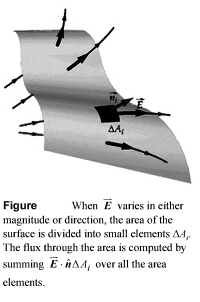 n⃗ᵢ
E⃗
ΔAᵢ
Figure When E⃗ varies in either
magnitude or direction, the area of the
surface is divided into small elements ΔAᵢ.
The flux through the area is computed by
summing E⃗ · n̂ ΔAᵢ over all the area
elements.